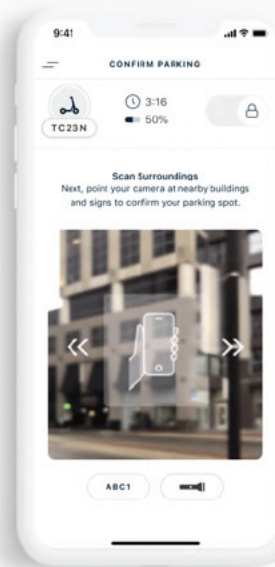 9:41
CONFIRM PARKING
3:16
50%
TC23N
Scan Surroundings
Next, point your camera at nearby buildings
and signs to confirm your parking spot.
ABC1